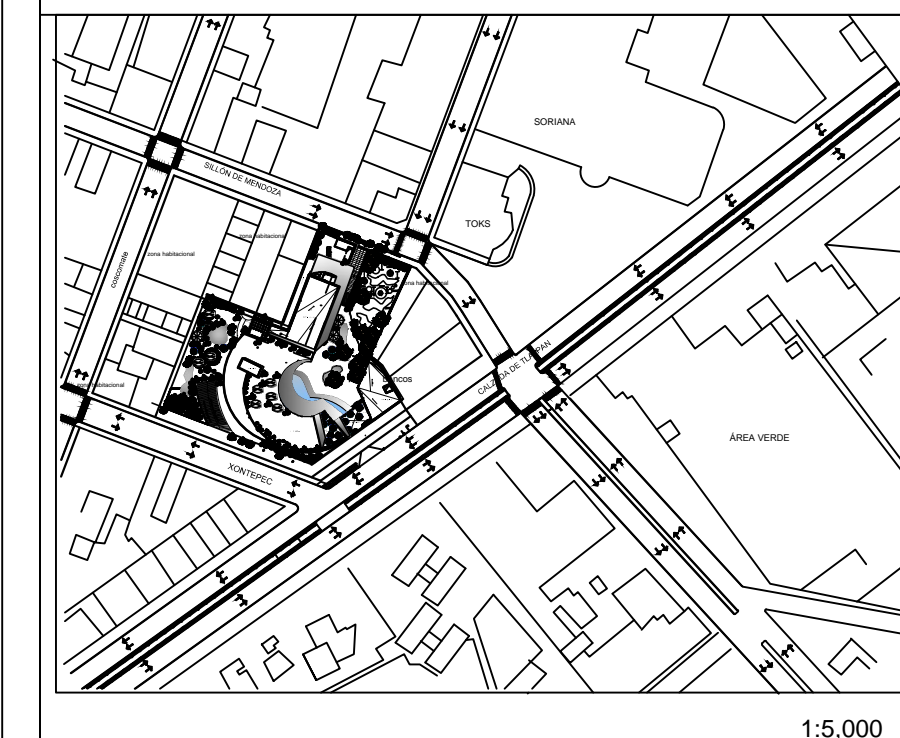 SORIANA
SILLON DE MENDOZA
TOKS
zona habitacional
zona habitacional
coscomate
zona habitacional
CALZADA DE TLALPAN
zona habitacional
ÁREA VERDE
XONTEPEC
1:5,000